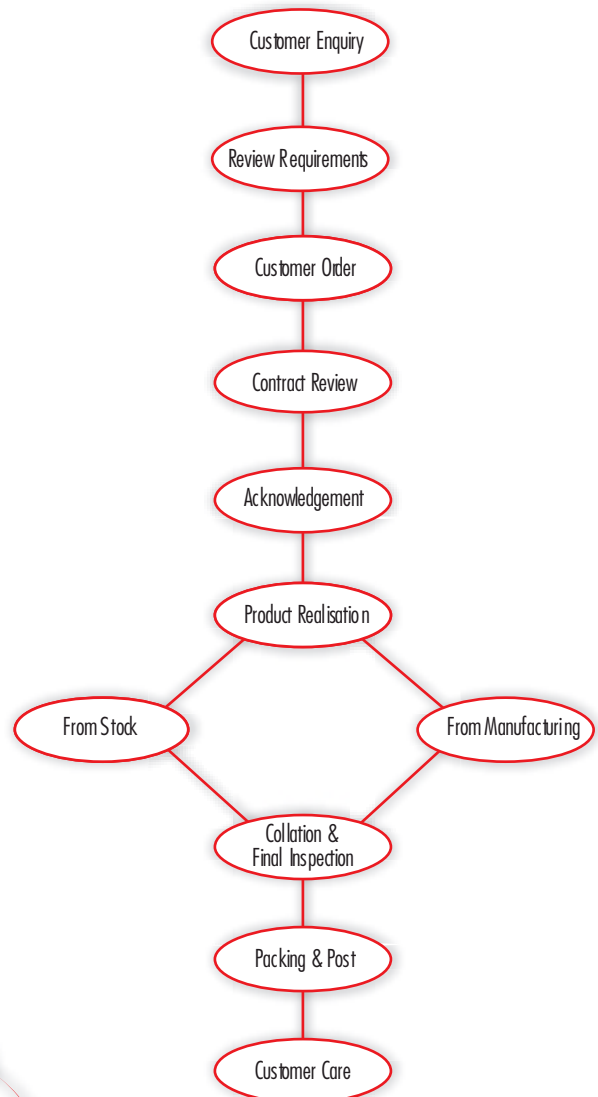 Customer Enquiry
Review Requirements
Customer Order
Contract Review
Acknowledgement
Product Realisation
From Stock
From Manufacturing
Collation &
Final Inspection
Packing & Post
Customer Care